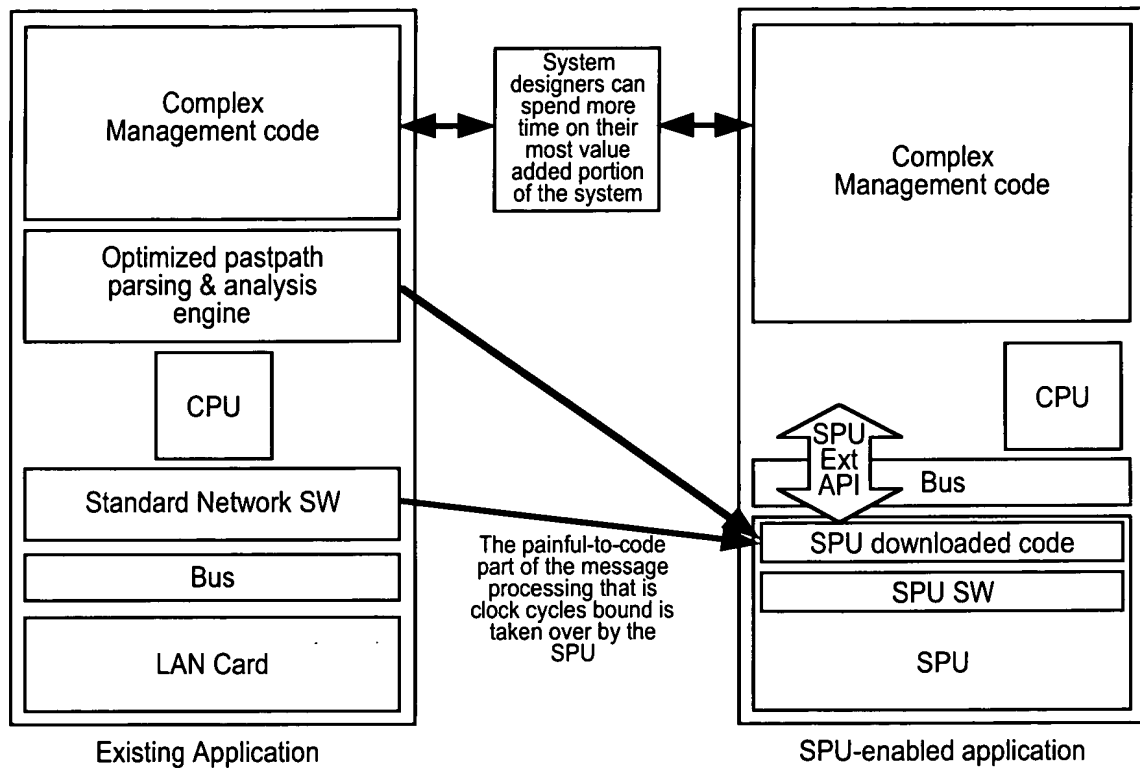 Complex
Management code
Optimized pastpath
parsing & analysis
engine
CPU
Standard Network SW
Bus
LAN Card
Existing Application
System
designers can
spend more
time on their
most value
added portion
of the system
The painful-to-code
part of the message
processing that is
clock cycles bound is
taken over by the
SPU
Complex
Management code
CPU
SPU
Ext
API
Bus
SPU downloaded code
SPU SW
SPU
SPU-enabled application